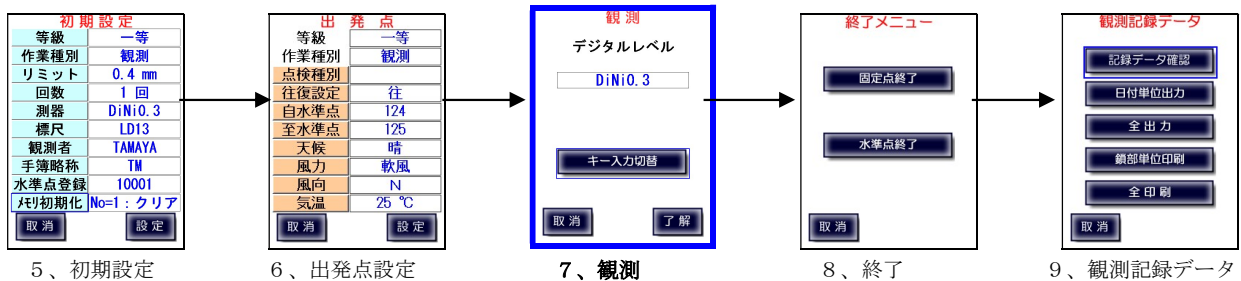 初期設定
等級 一等
作業種別 観測
リミット 0.4 mm
回数 1 回
測器 DiNi0.3
標尺 LD13
観測者 TAMAYA
手簿略称 TM
水準点登録 10001
ﾒﾓﾘ初期化 No=1:クリア
取消 設定
5、初期設定
出発点
等級 一等
作業種別 観測
点検種別
往復設定 往
自水準点 124
至水準点 125
天候 晴
風力 軟風
風向 N
気温 25 ℃
取消 設定
6、出発点設定
観測
デジタルレベル
DiNi0.3
キー入力切替
取消 了解
7、観測
終了メニュー
固定点終了
水準点終了
取消
8、終了
観測記録データ
記録データ確認
日付単位出力
全出力
鎖部単位印刷
全印刷
取消
9、観測記録データ